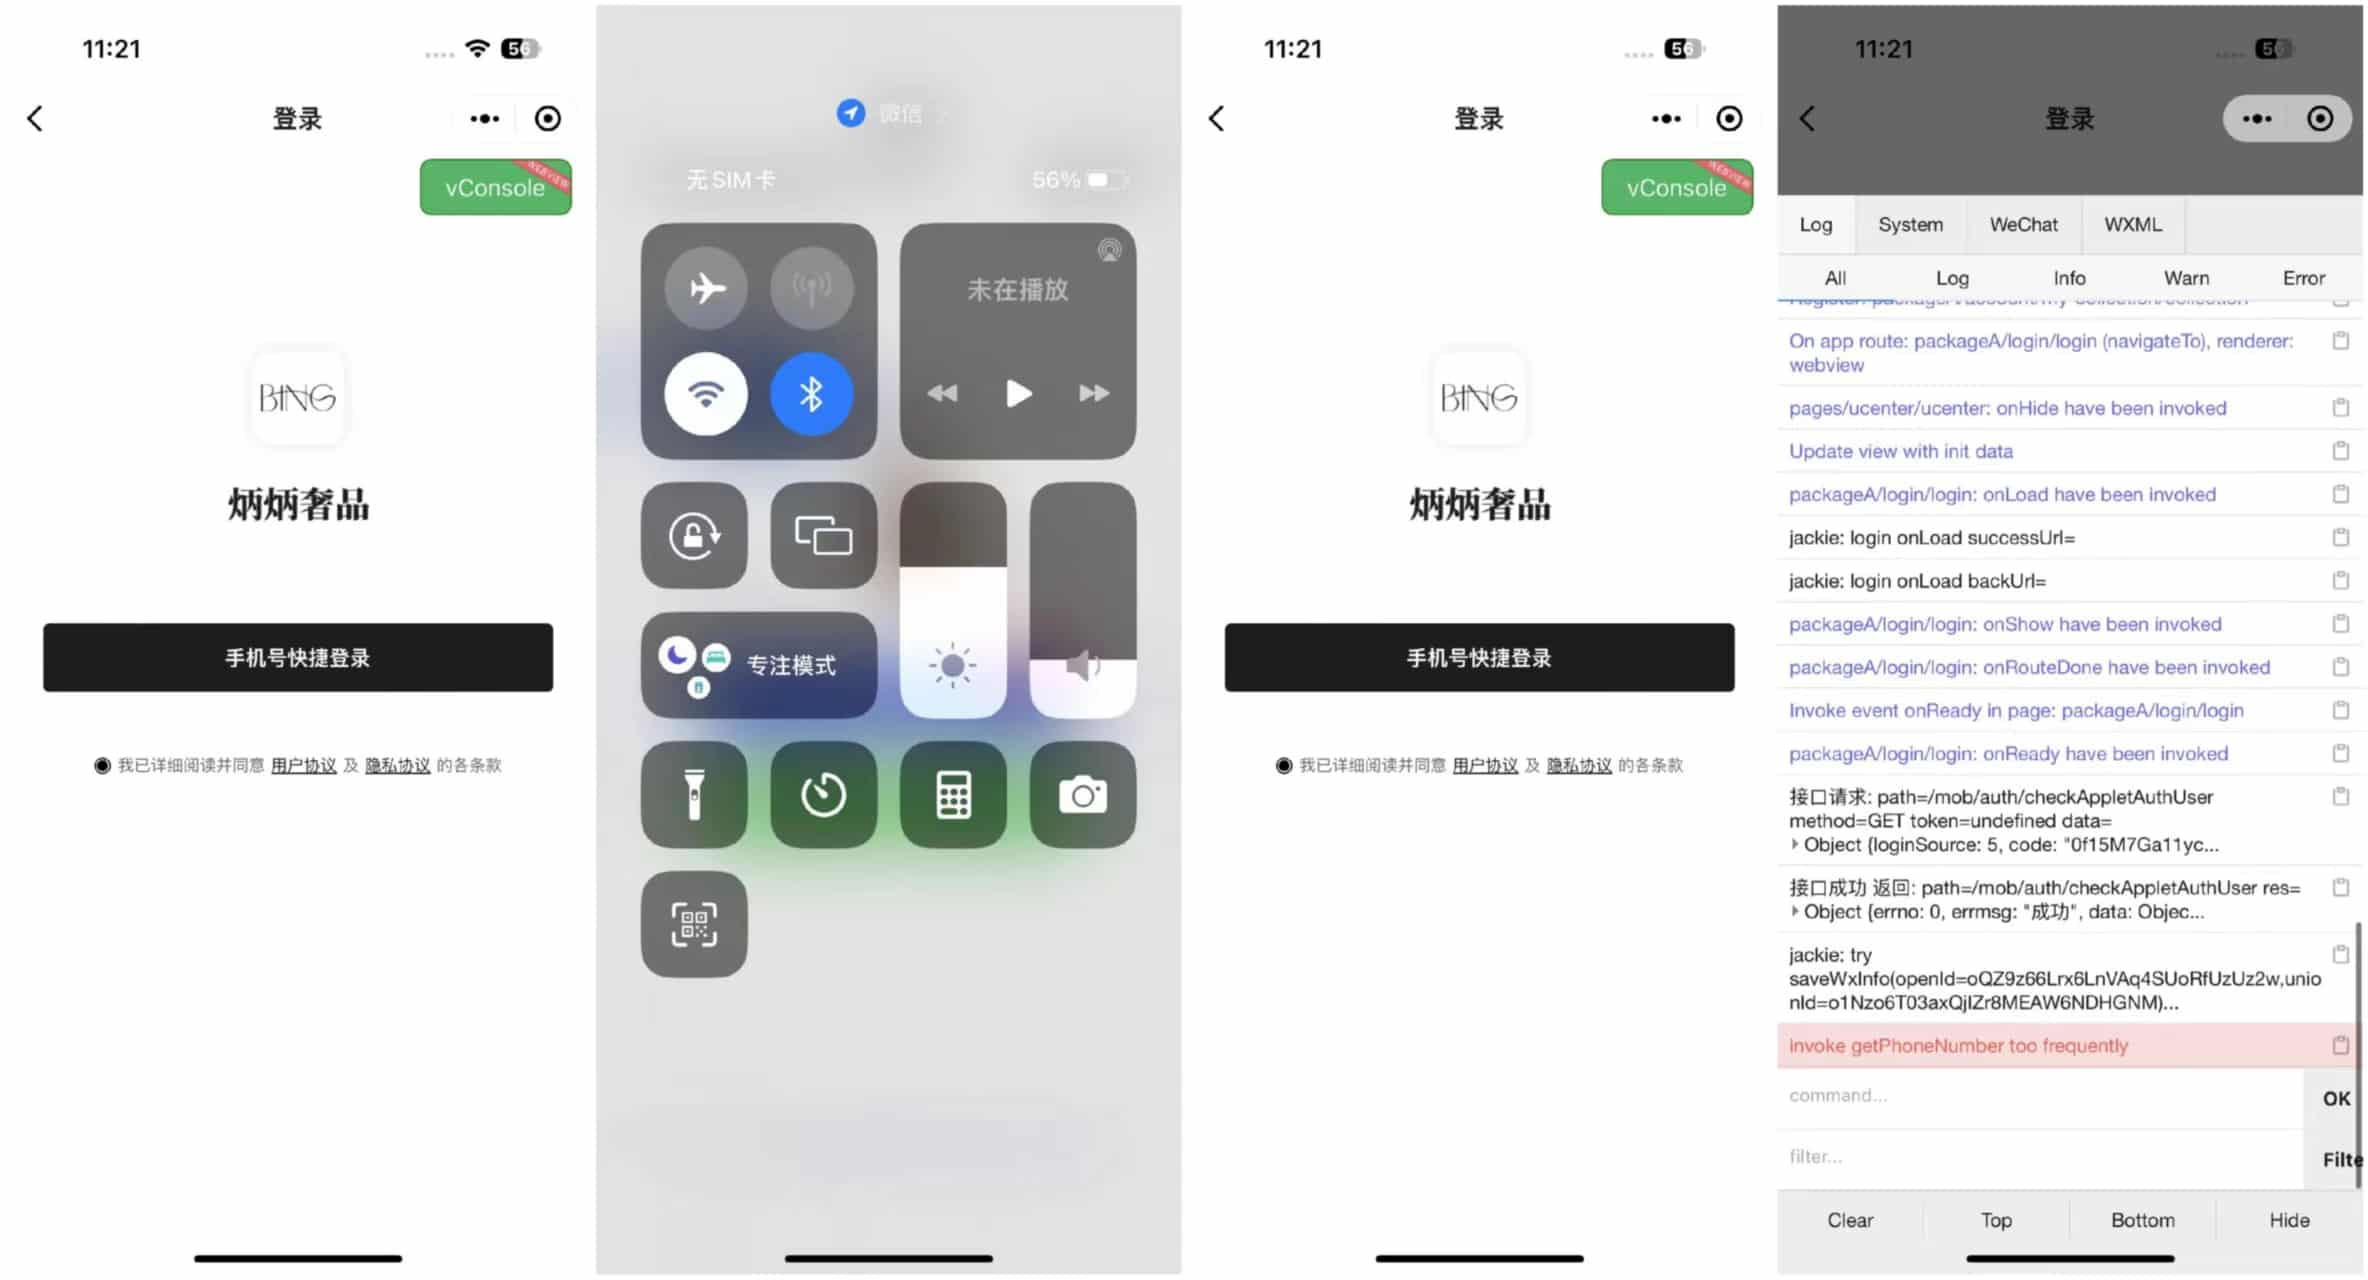 11:21
56
登录
vConsole
WEBVIEW
BING
炳炳奢品
手机号快捷登录
我已详细阅读并同意 用户协议 及 隐私协议 的各条款
微信
无SIM卡
56%
未在播放
专注模式
11:21
56
登录
vConsole
WEBVIEW
BING
炳炳奢品
手机号快捷登录
我已详细阅读并同意 用户协议 及 隐私协议 的各条款
11:21
56
登录
Log System WeChat WXML
All Log Info Warn Error
On app route: packageA/login/login (navigateTo), renderer:
webview
pages/ucenter/ucenter: onHide have been invoked
Update view with init data
packageA/login/login: onLoad have been invoked
jackie: login onLoad successUrl=
jackie: login onLoad backUrl=
packageA/login/login: onShow have been invoked
packageA/login/login: onRouteDone have been invoked
Invoke event onReady in page: packageA/login/login
packageA/login/login: onReady have been invoked
接口请求: path=/mob/auth/checkAppletAuthUser
method=GET token=undefined data=
Object {loginSource: 5, code: "0f15M7Ga11yc...
接口成功 返回: path=/mob/auth/checkAppletAuthUser res=
Object {errno: 0, errmsg: "成功", data: Objec...
jackie: try
saveWxInfo(openId=oQZ9z66Lrx6LnVAq4SUoRfUzUz2w,unio
nId=o1Nzo6T03axQjIZr8MEAW6NDHGNM)...
invoke getPhoneNumber too frequently
command...
OK
filter...
Filte
Clear Top Bottom Hide